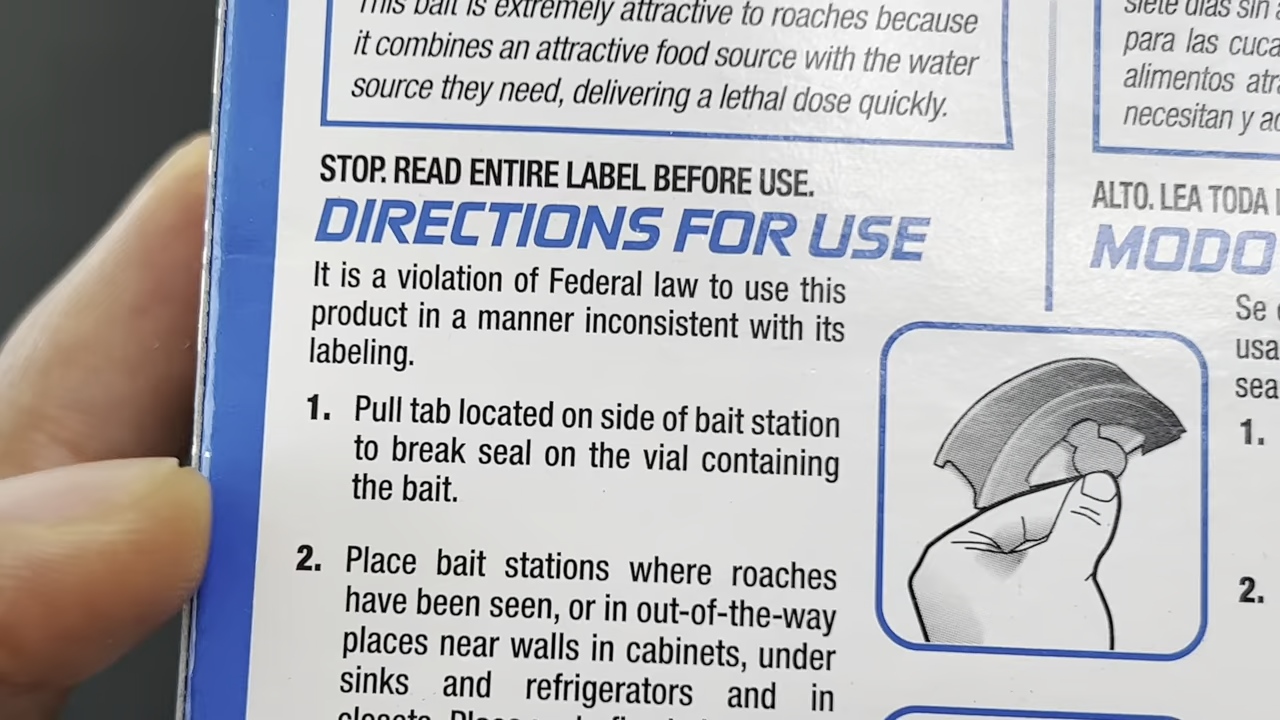 This bait is extremely attractive to roaches because
it combines an attractive food source with the water
source they need, delivering a lethal dose quickly.
STOP. READ ENTIRE LABEL BEFORE USE.
DIRECTIONS FOR USE
It is a violation of Federal law to use this
product in a manner inconsistent with its
labeling.
1. Pull tab located on side of bait station
to break seal on the vial containing
the bait.
2. Place bait stations where roaches
have been seen, or in out-of-the-way
places near walls in cabinets, under
sinks and refrigerators and in
siete días sin
para las cuca
alimentos atr
necesitan y
ALTO. LEA TODA
MODO
Se
usa
sea
1.
2.